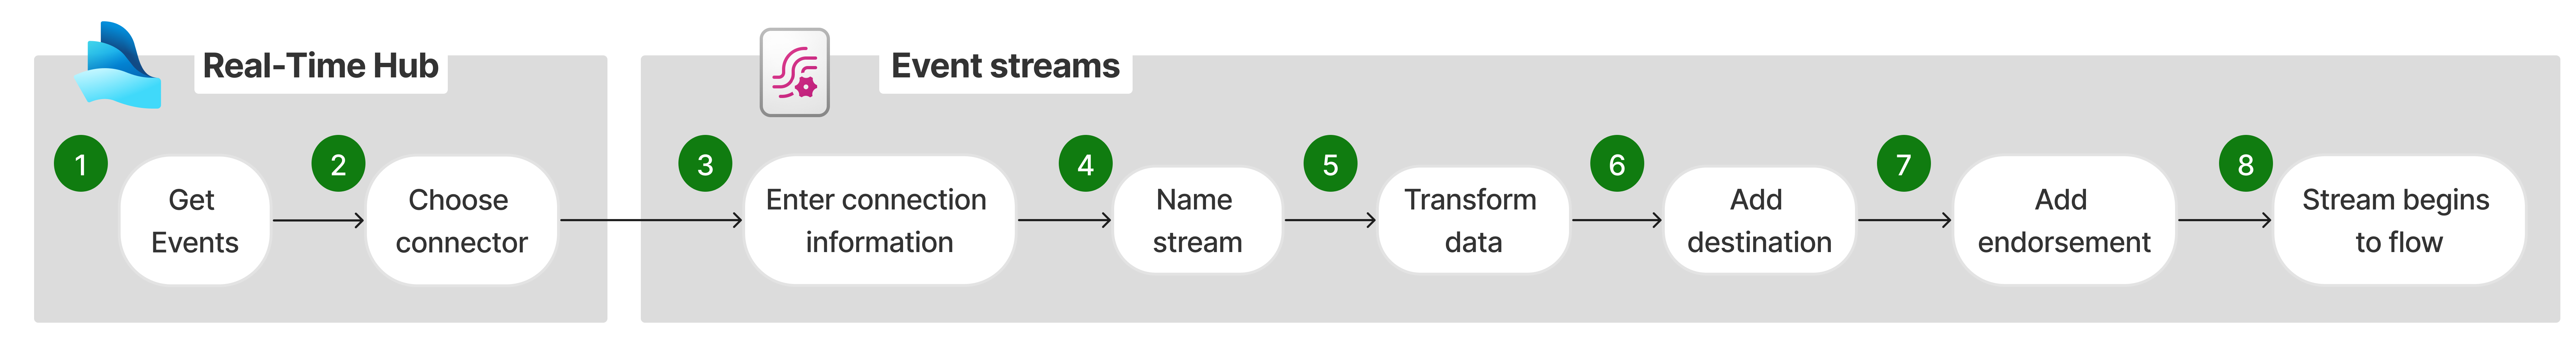 Real-Time Hub
1
Get
Events
2
Choose
connector
Event streams
3
Enter connection
information
4
Name
stream
5
Transform
data
6
Add
destination
7
Add
endorsement
8
Stream begins
to flow